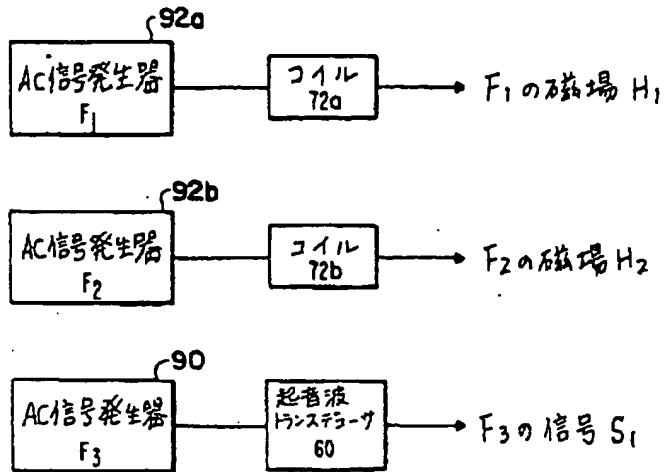 92a
AC信号発生器
F1
コイル
72a
F1の磁場 H1
92b
AC信号発生器
F2
コイル
72b
F2の磁場 H2
90
AC信号発生器
F3
起音波
トランスデューサ
60
F3の信号 S1